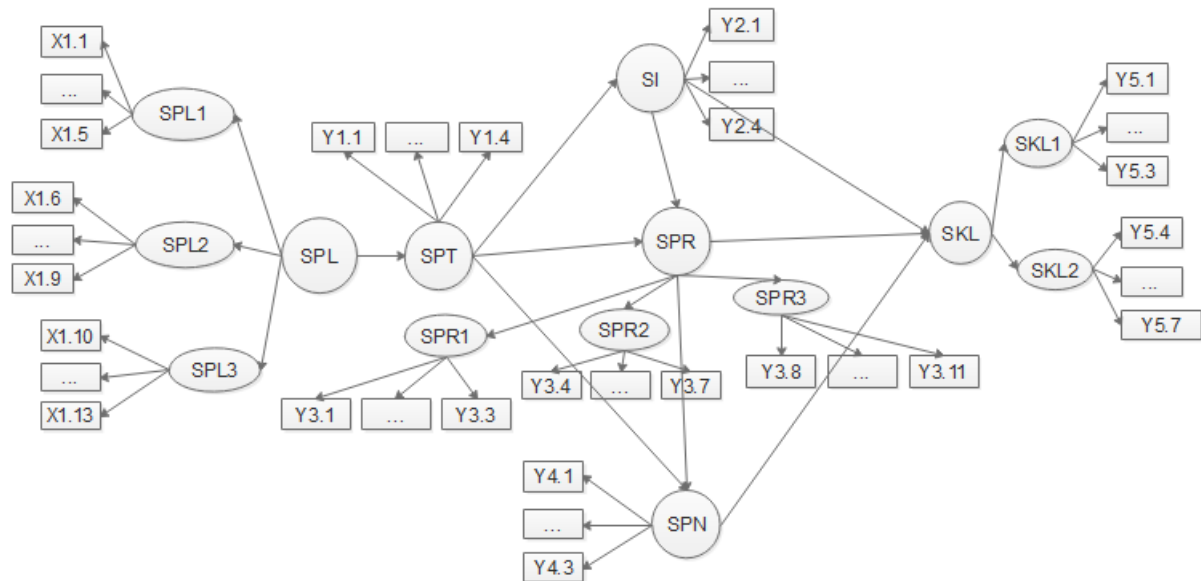 X1.1
...
X1.5
SPL1
X1.6
...
X1.9
SPL2
X1.10
...
X1.13
SPL3
SPL
Y1.1
...
Y1.4
SPT
SI
Y2.1
...
Y2.4
SPR
SPR1
Y3.1
...
Y3.3
SPR2
Y3.4
...
Y3.7
SPR3
Y3.8
...
Y3.11
Y4.1
...
Y4.3
SPN
SKL
SKL1
Y5.1
...
Y5.3
SKL2
Y5.4
...
Y5.7